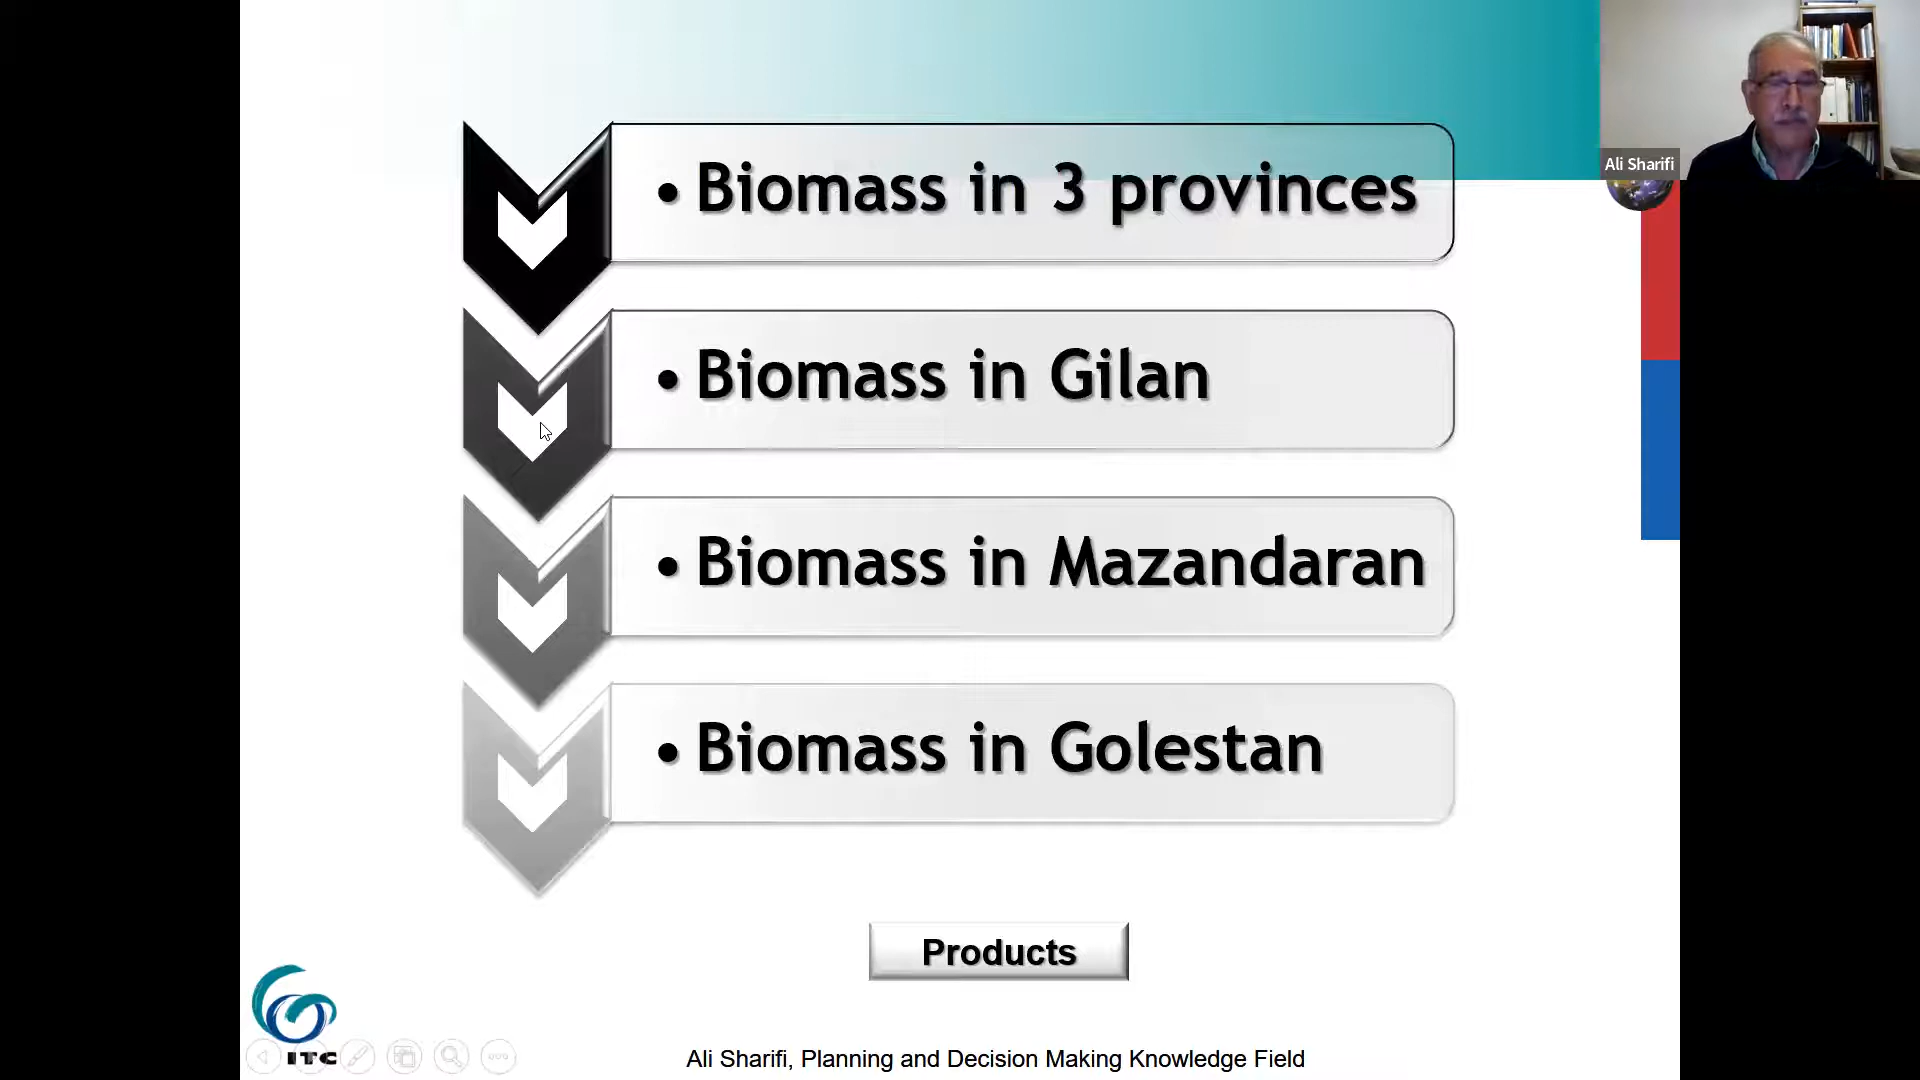 • Biomass in 3 provinces
Ali Sharifi
• Biomass in Gilan
• Biomass in Mazandaran
• Biomass in Golestan
Products
ITC
Ali Sharifi, Planning and Decision Making Knowledge Field